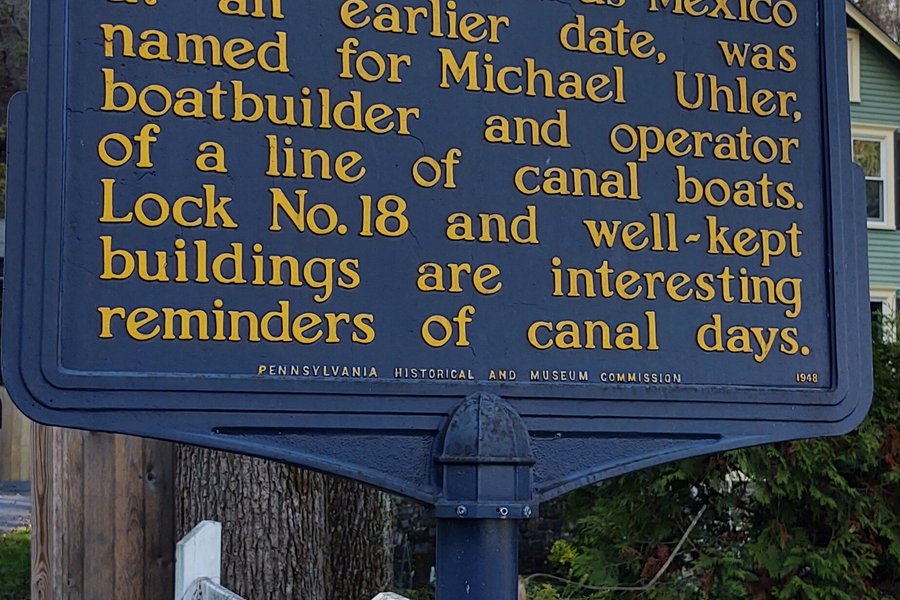 an earlier date, was
named for Michael Uhler,
boatbuilder and operator
of a line of canal boats.
Lock No. 18 and well-kept
buildings are interesting
reminders of canal days.
PENNSYLVANIA HISTORICAL AND MUSEUM COMMISSION 1948